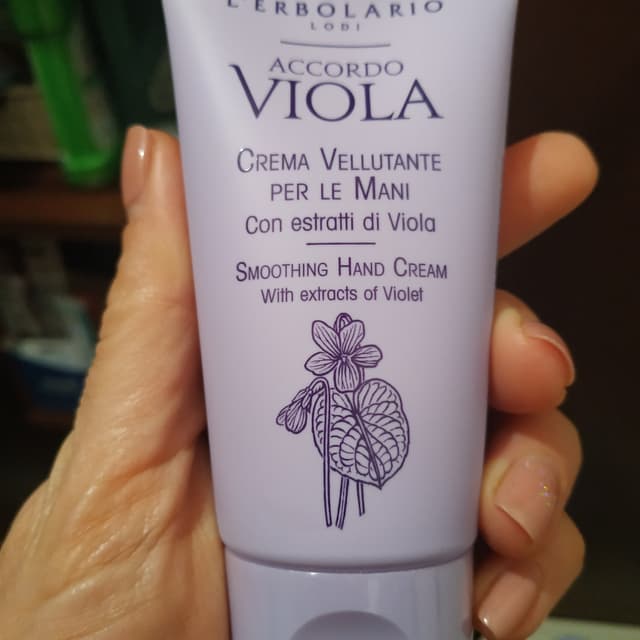 L'ERBOLARIO
LODI
ACCORDO
VIOLA
CREMA VELLUTANTE
PER LE MANI
Con estratti di Viola
SMOOTHING HAND CREAM
With extracts of Violet